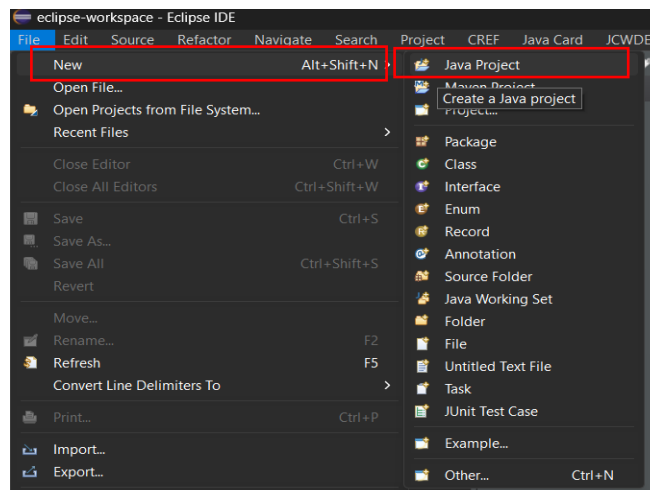 eclipse-workspace - Eclipse IDE
File Edit Source Refactor Navigate Search Project CREF Java Card JCWDE
New Alt+Shift+N >
Open File...
Open Projects from File System...
Recent Files >
Close Editor Ctrl+W
Close All Editors Ctrl+Shift+W
Save Ctrl+S
Save As...
Save All Ctrl+Shift+S
Revert
Move...
Rename... F2
Refresh F5
Convert Line Delimiters To >
Print... Ctrl+P
Import...
Export...
Java Project
Maven Project
Create a Java project
Project...
Package
Class
Interface
Enum
Record
Annotation
Source Folder
Java Working Set
Folder
File
Untitled Text File
Task
JUnit Test Case
Example...
Other... Ctrl+N